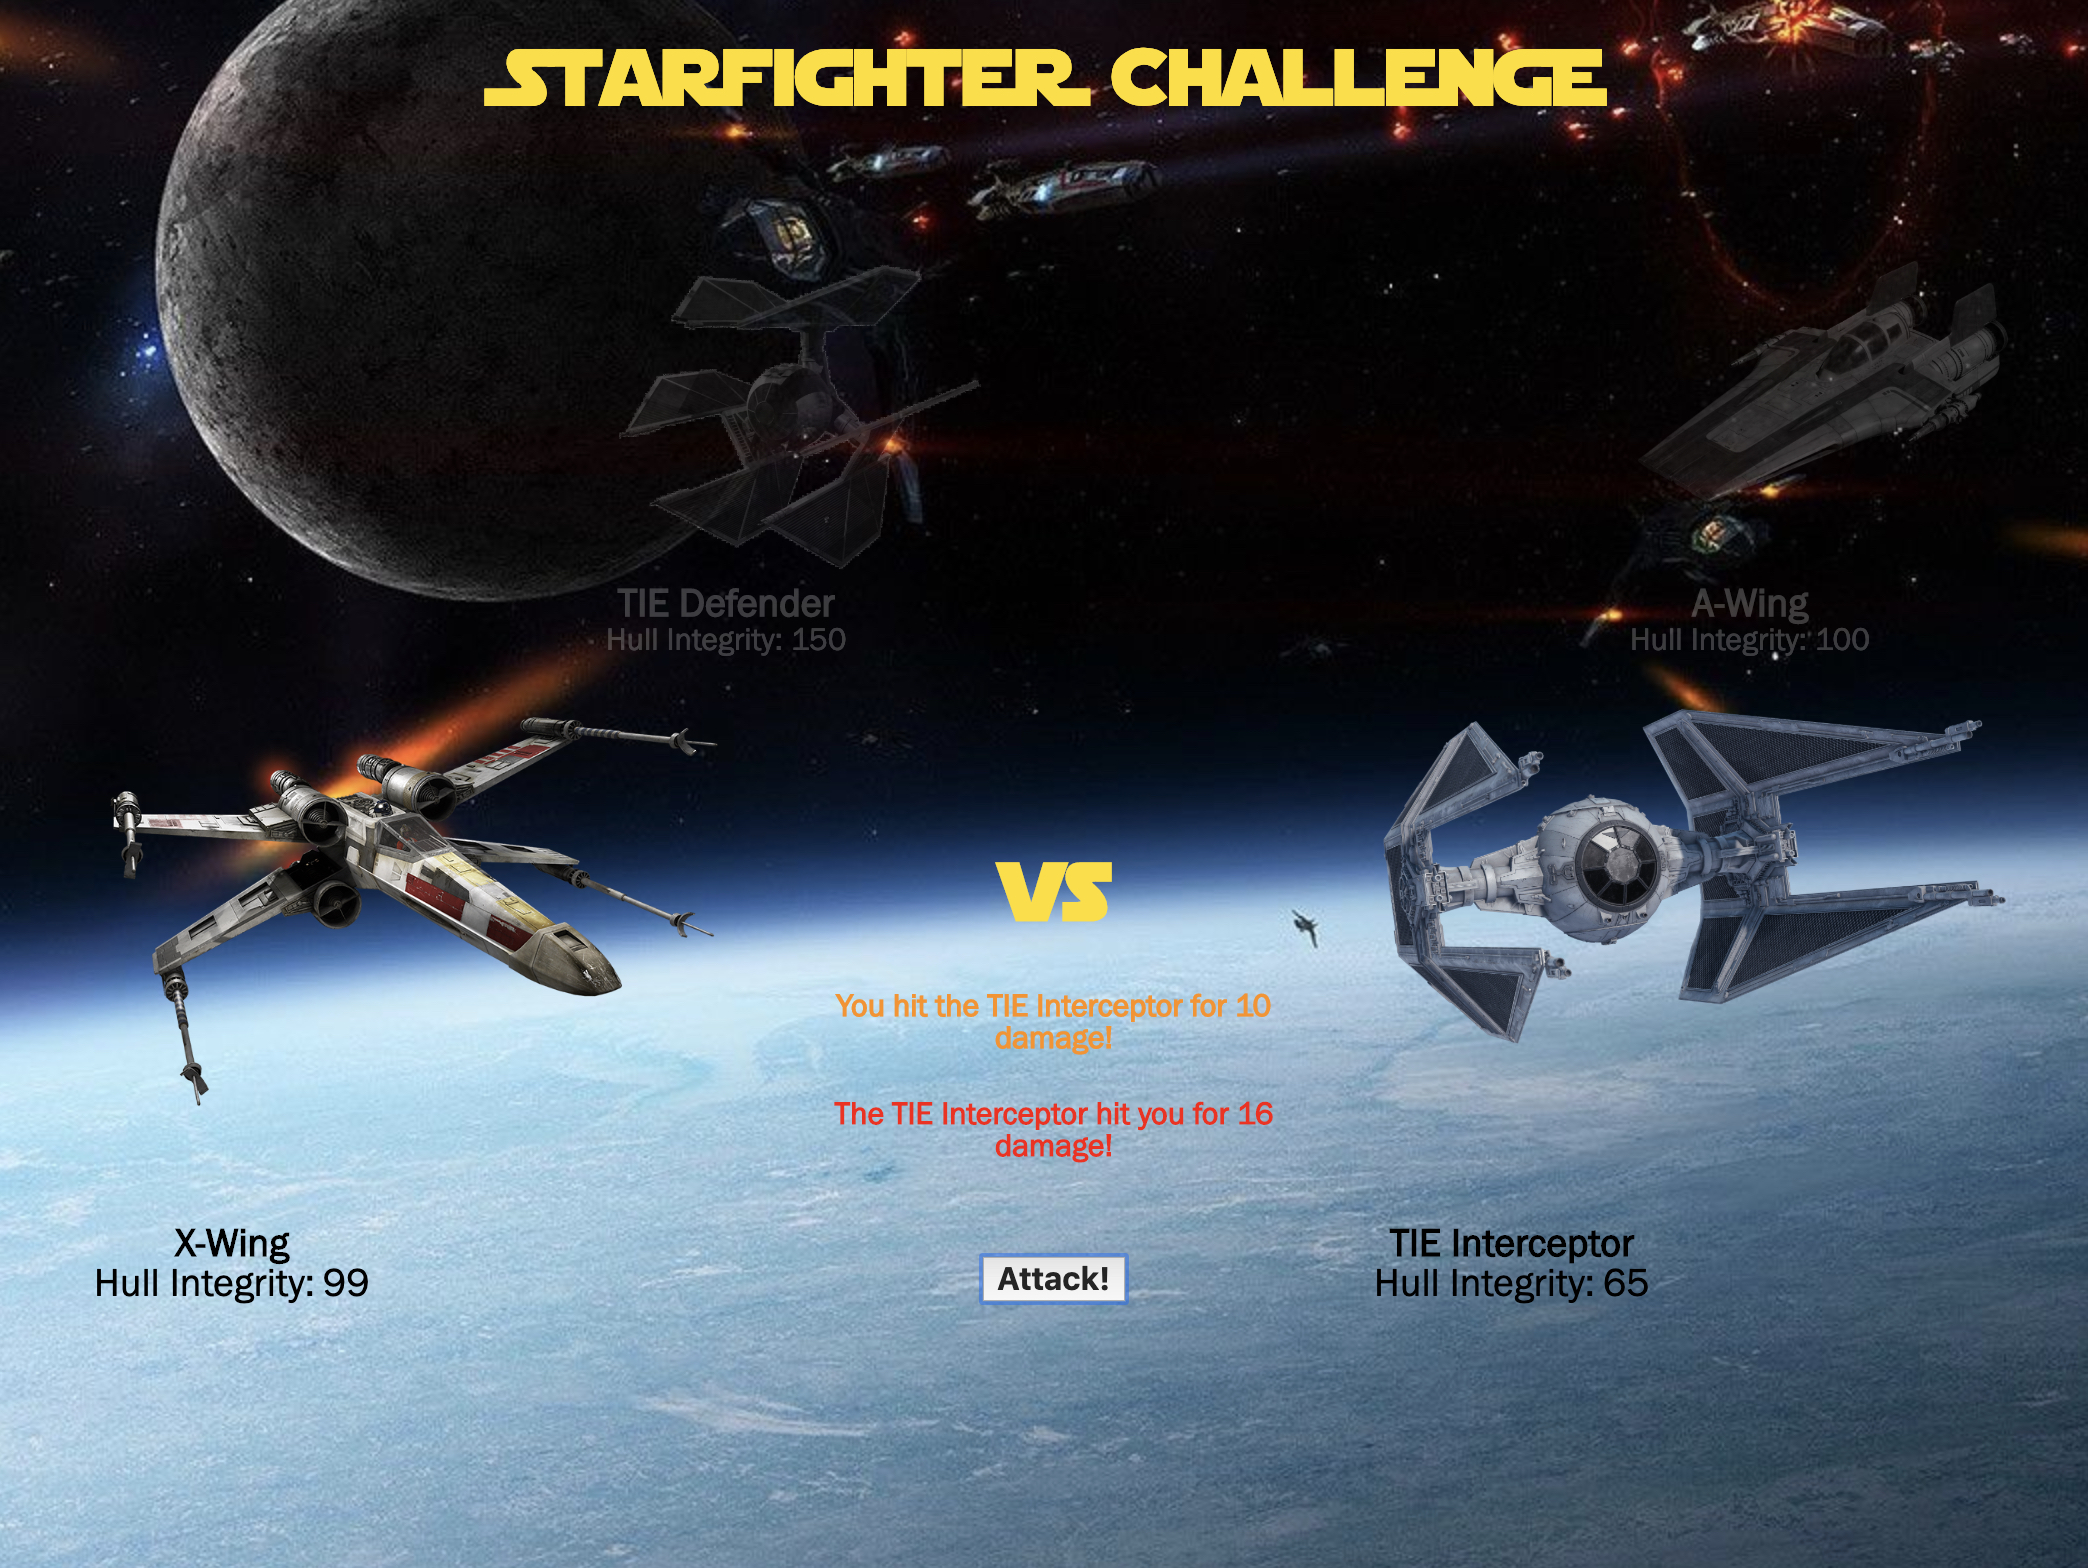 STARFIGHTER CHALLENGE
TIE Defender
Hull Integrity: 150
A-Wing
Hull Integrity: 100
VS
You hit the TIE Interceptor for 10
damage!
The TIE Interceptor hit you for 16
damage!
X-Wing
Hull Integrity: 99
Attack!
TIE Interceptor
Hull Integrity: 65